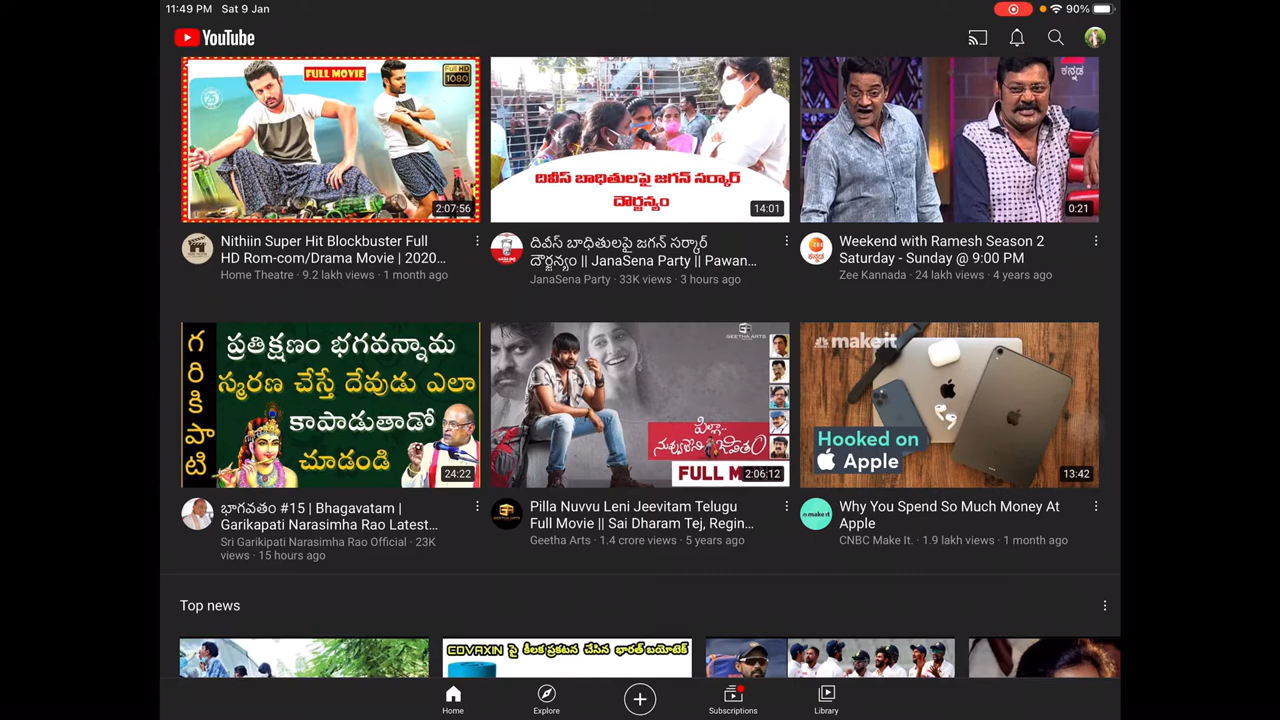 11:49 PM Sat 9 Jan 90%
YouTube
FULL MOVIE
Full HD
1080
దివీస్ బాధితులపై జగన్ సర్కార్
దౌర్జన్యం
ಕನ್ನಡ
2:07:56
14:01
0:21
Nithiin Super Hit Blockbuster Full
HD Rom-com/Drama Movie | 2020...
Home Theatre · 9.2 lakh views · 1 month ago
దివిస్ బాధితులపై జగన్ సర్కార్
దౌర్జన్యం || JanaSena Party || Pawan...
JanaSena Party · 33K views · 3 hours ago
Weekend with Ramesh Season 2
Saturday - Sunday @ 9:00 PM
Zee Kannada · 24 lakh views · 4 years ago
గరికిపాటి
ప్రతిక్షణం భగవన్నామ
స్మరణ చేస్తే దేవుడు ఎలా
కాపాడుతాడో
చూడండి
24:22
GEETHA ARTS
పిల్లా..
నువ్వులేని జీవితం
FULL M
2:06:12
make it
Hooked on
Apple
13:42
భాగవతం #15 | Bhagavatam |
Garikapati Narasimha Rao Latest...
Sri Garikipati Narasimha Rao Official · 23K
views · 15 hours ago
Pilla Nuvvu Leni Jeevitam Telugu
Full Movie || Sai Dharam Tej, Regin...
Geetha Arts · 1.4 crore views · 5 years ago
Why You Spend So Much Money At
Apple
CNBC Make It. · 1.9 lakh views · 1 month ago
Top news
COVAXIN పై కీలక ప్రకటన చేసిన భారత్ బయోటెక్
Home
Explore
Subscriptions
Library